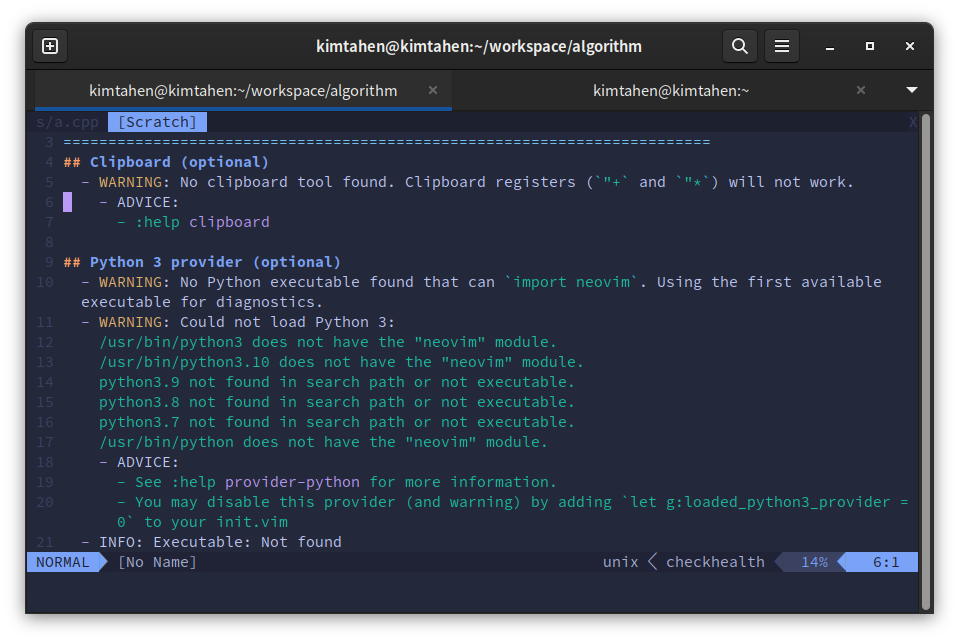 kimtahen@kimtahen:~/workspace/algorithm
kimtahen@kimtahen:~/workspace/algorithm × kimtahen@kimtahen:~ ×
s/a.cpp [Scratch] X
3 ========================================================================
4 ## Clipboard (optional)
5 - WARNING: No clipboard tool found. Clipboard registers (`"+` and `"*`) will not work.
6 - ADVICE:
7 - :help clipboard
8
9 ## Python 3 provider (optional)
10 - WARNING: No Python executable found that can `import neovim`. Using the first available
executable for diagnostics.
11 - WARNING: Could not load Python 3:
12 /usr/bin/python3 does not have the "neovim" module.
13 /usr/bin/python3.10 does not have the "neovim" module.
14 python3.9 not found in search path or not executable.
15 python3.8 not found in search path or not executable.
16 python3.7 not found in search path or not executable.
17 /usr/bin/python does not have the "neovim" module.
18 - ADVICE:
19 - See :help provider-python for more information.
20 - You may disable this provider (and warning) by adding `let g:loaded_python3_provider =
0` to your init.vim
21 - INFO: Executable: Not found
NORMAL [No Name] unix < checkhealth 14% 6:1